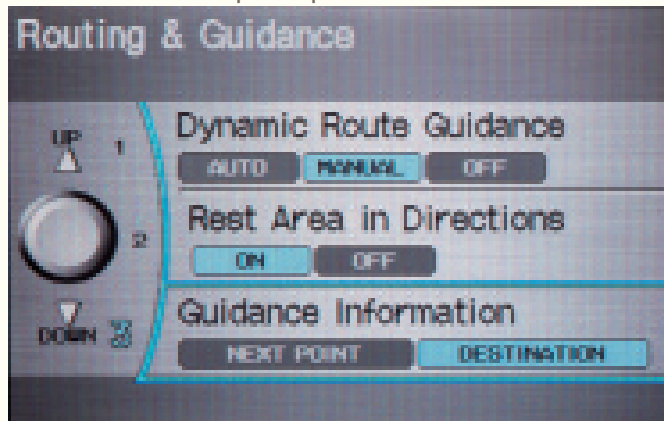 Routing & Guidance
UP 1
Dynamic Route Guidance
AUTO MANUAL OFF
2
Rest Area in Directions
ON OFF
DOWN
Guidance Information
NEXT POINT DESTINATION